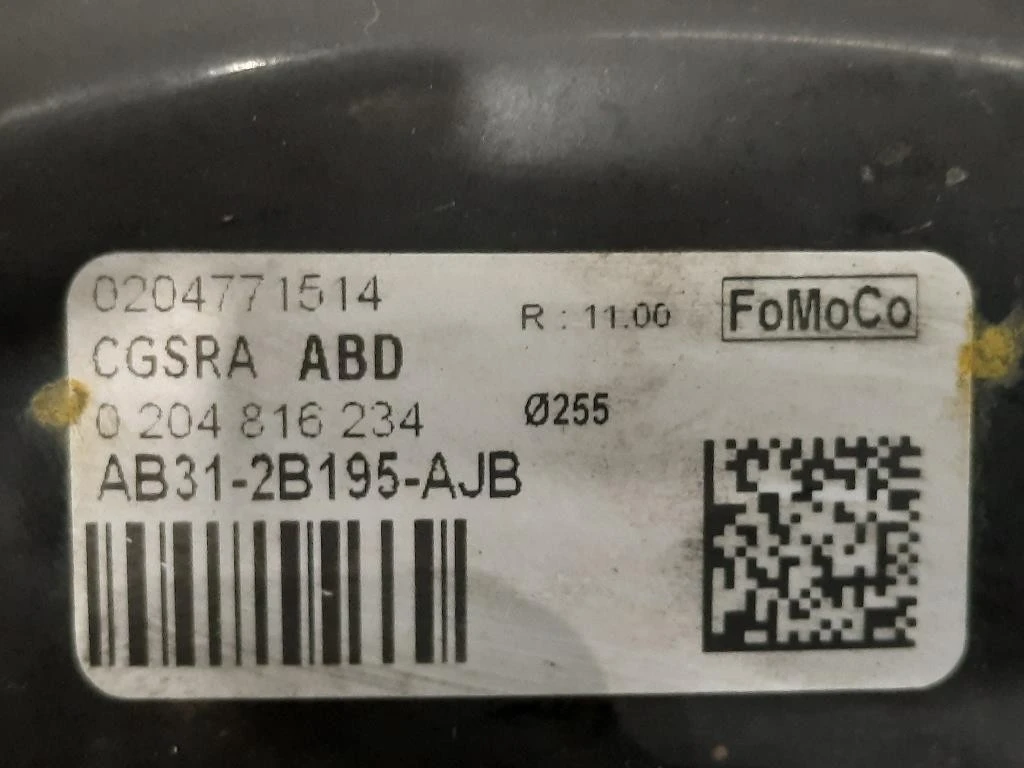 0204771514
R : 11.00
FoMoCo
CGSRA ABD
0 204 816 234
Ø255
AB31-2B195-AJB